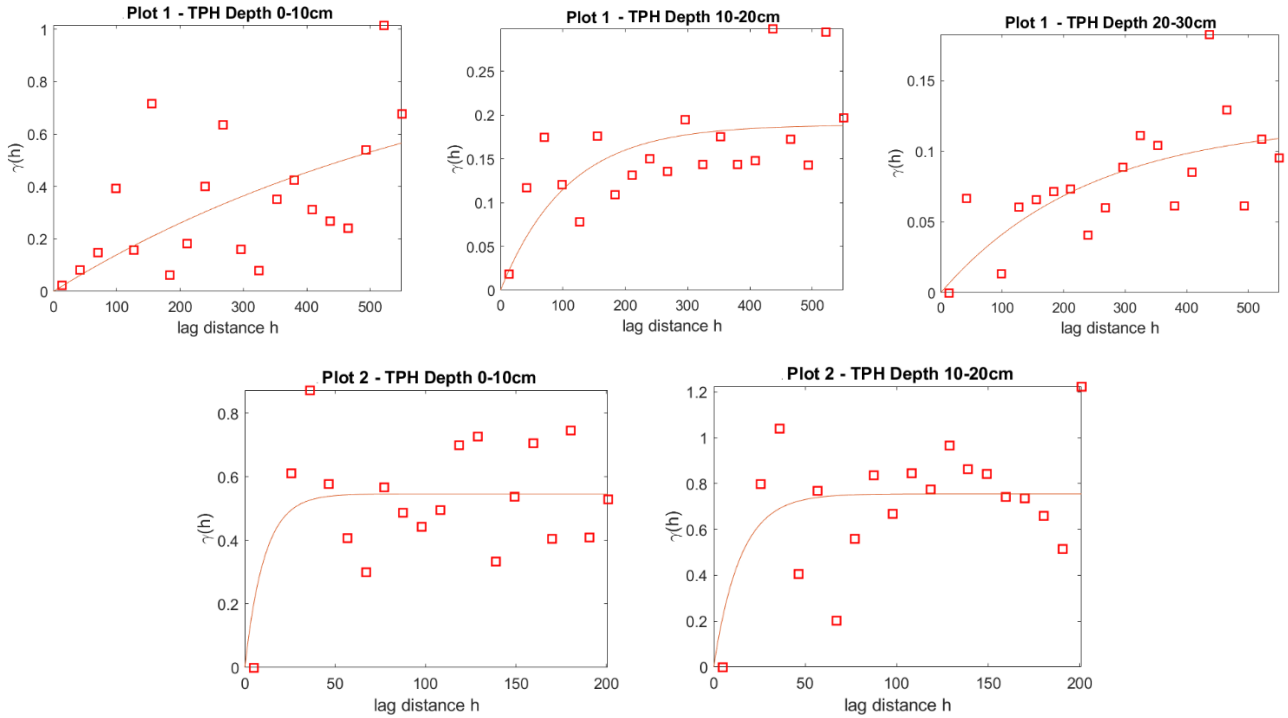 Plot 1 - TPH Depth 0-10cm
1
0.8
0.6
0.4
0.2
0
γ(h)
0 100 200 300 400 500
lag distance h
Plot 1 - TPH Depth 10-20cm
0.25
0.2
0.15
0.1
0.05
0
γ(h)
0 100 200 300 400 500
lag distance h
Plot 1 - TPH Depth 20-30cm
0.15
0.1
0.05
0
γ(h)
0 100 200 300 400 500
lag distance h
Plot 2 - TPH Depth 0-10cm
0.8
0.6
0.4
0.2
0
γ(h)
0 50 100 150 200
lag distance h
Plot 2 - TPH Depth 10-20cm
1.2
1
0.8
0.6
0.4
0.2
0
γ(h)
0 50 100 150 200
lag distance h